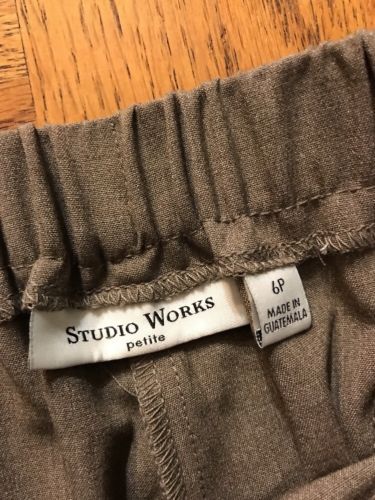 STUDIO WORKS
petite
6P
MADE IN
GUATEMALA